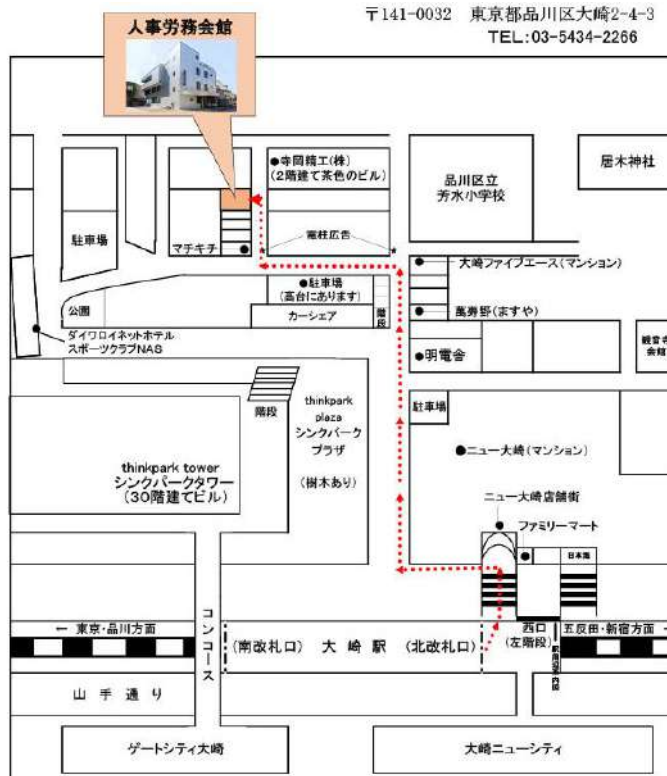 〒141-0032 東京都品川区大崎2-4-3
TEL:03-5434-2266
人事労務会館
●寺岡精工(株)
(2階建て茶色のビル)
品川区立
芳水小学校
居木神社
駐車場
マチキチ
電柱広告
大崎ファイブエース(マンション)
●駐車場
(高台にあります)
カーシェア
階段
公園
萬寿野(ますや)
ダイワロイネットホテル
スポーツクラブNAS
●明電舎
観音寺
会館
階段
thinkpark
plaza
シンクパーク
プラザ
(樹木あり)
駐車場
thinkpark tower
シンクパークタワー
(30階建てビル)
●ニュー大崎(マンション)
ニュー大崎店舗街
ファミリーマート
コンコース
← 東京・品川方面
(南改札口) 大崎駅 (北改札口)
西口
(左階段)
五反田・新宿方面
山手通り
ゲートシティ大崎
大崎ニューシティ